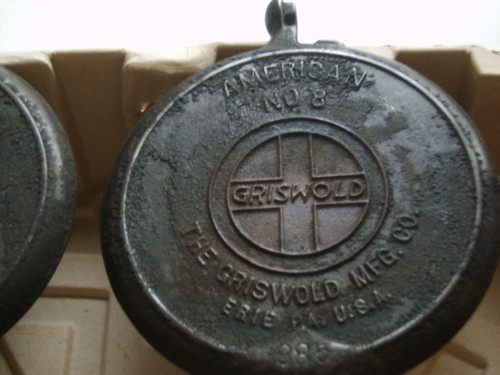 AMERICAN
NO 8
GRISWOLD
THE GRISWOLD MFG. CO.
ERIE PA. U.S.A.